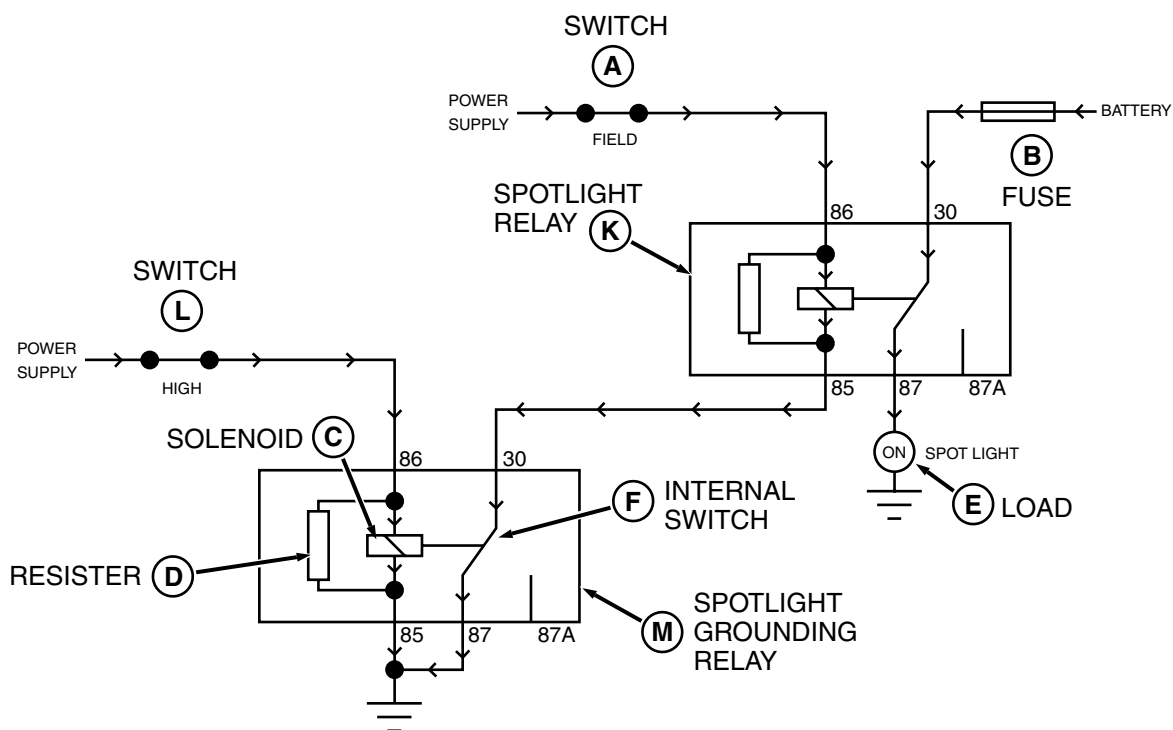 SWITCH
A
POWER
SUPPLY
FIELD
BATTERY
B
FUSE
SPOTLIGHT
RELAY K
86 30
SWITCH
L
POWER
SUPPLY
HIGH
85 87 87A
SOLENOID C
86 30
ON SPOT LIGHT
E LOAD
F INTERNAL
SWITCH
RESISTER D
M SPOTLIGHT
GROUNDING
RELAY
85 87 87A